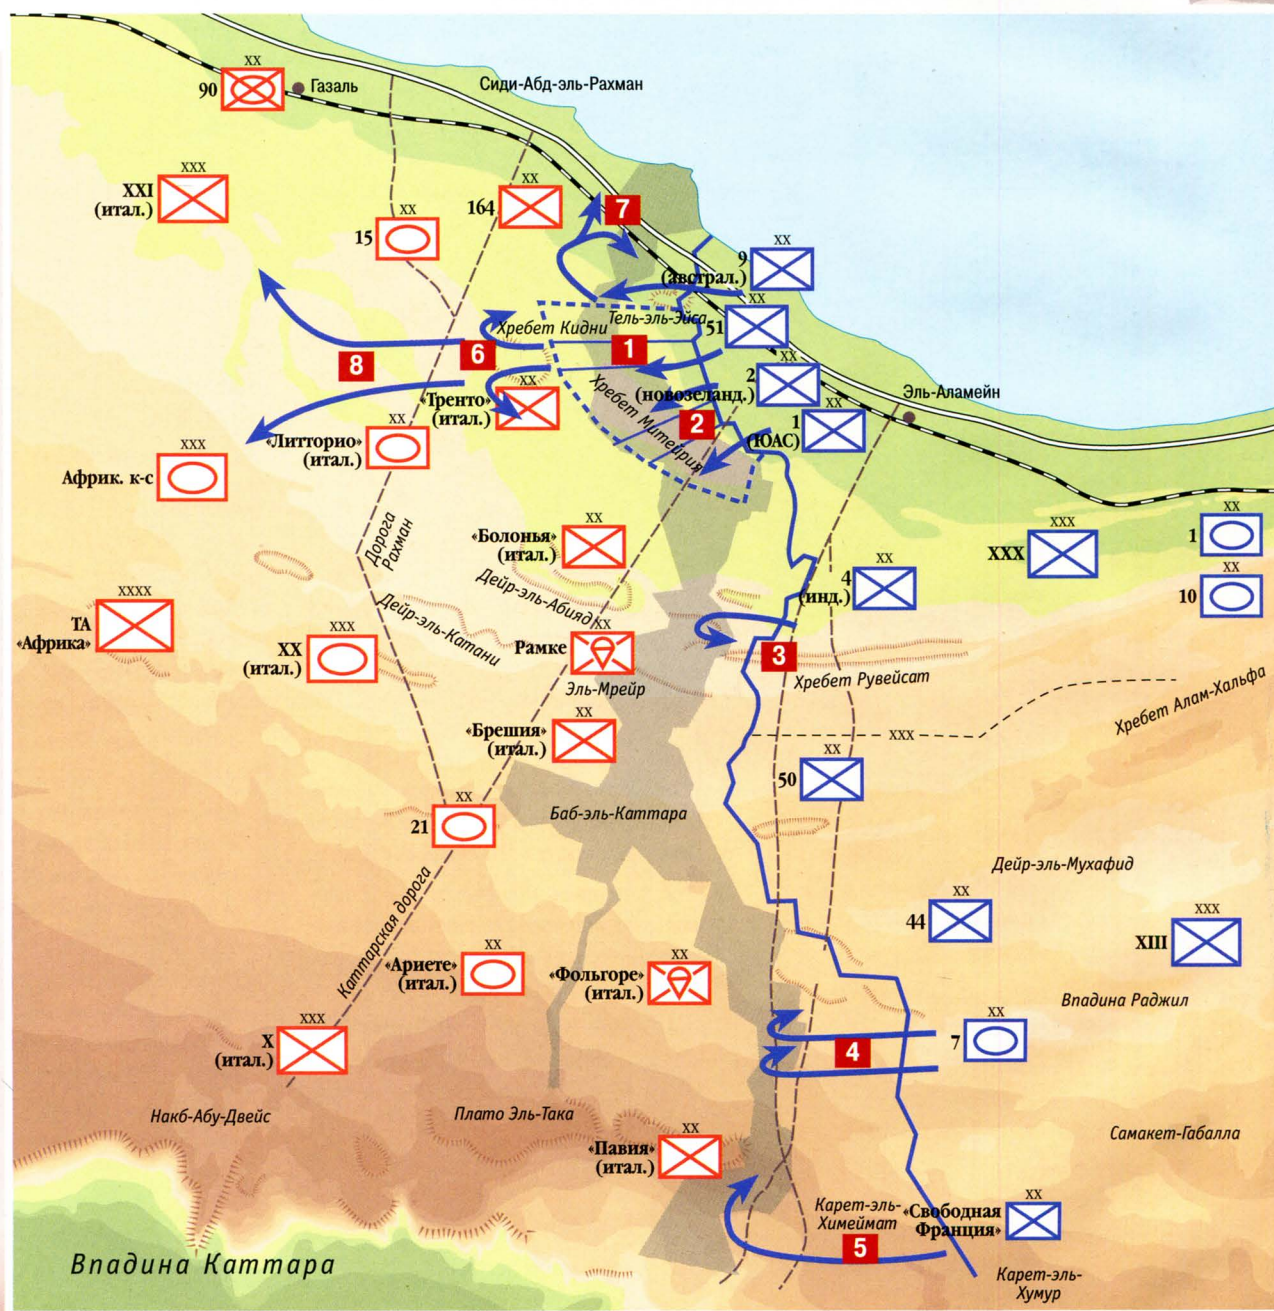 XX
90
Газаль
Сиди-Абд-эль-Рахман
XXX
XXI
(итал.)
XX
164
XX
15
7
XX
9
(австрал.)
XX
51
Тель-эль-Эйса
Хребет Кидни
1
6
8
XX
2
(новозеланд.)
Хребет Митейрия
2
XX
1
(ЮАС)
Эль-Аламейн
XX
«Тренто»
(итал.)
XX
«Литторио»
(итал.)
XXX
Африк. к-с
Дорога
Рахман
XX
«Болонья»
(итал.)
XXX
XXX
XX
1
XX
10
XX
4
(инд.)
Дейр-эль-Абияд
Дейр-эль-Катани
XXXX
ТА
«Африка»
XXX
XX
(итал.)
XX
Рамке
Эль-Мрейр
3
Хребет Рувейсат
Хребет Алам-Хальфа
XXX
XX
«Брешия»
(итал.)
XX
50
XX
21
Баб-эль-Каттара
Дейр-эль-Мухафид
Каттарская дорога
XX
44
XXX
XIII
XX
«Ариете»
(итал.)
XX
«Фольгоре»
(итал.)
Впадина Раджил
XXX
X
(итал.)
4
XX
7
Накб-Абу-Двейс
Плато Эль-Така
Самакет-Габалла
XX
«Павия»
(итал.)
Карет-эль-
Химеймат
XX
«Свободная
Франция»
5
Впадина Каттара
Карет-эль-
Хумур